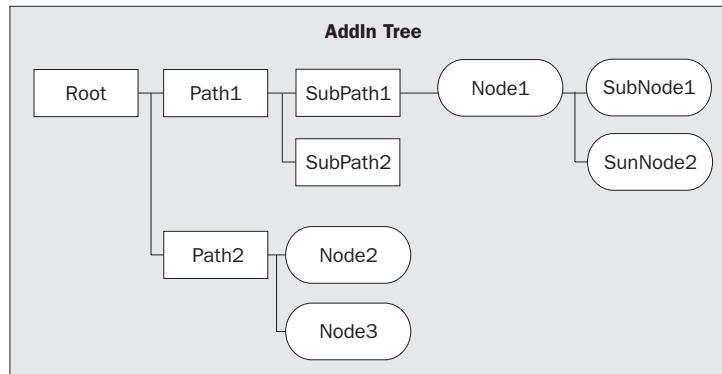 AddIn Tree
Root
Path1
SubPath1
Node1
SubNode1
SubPath2
SunNode2
Path2
Node2
Node3